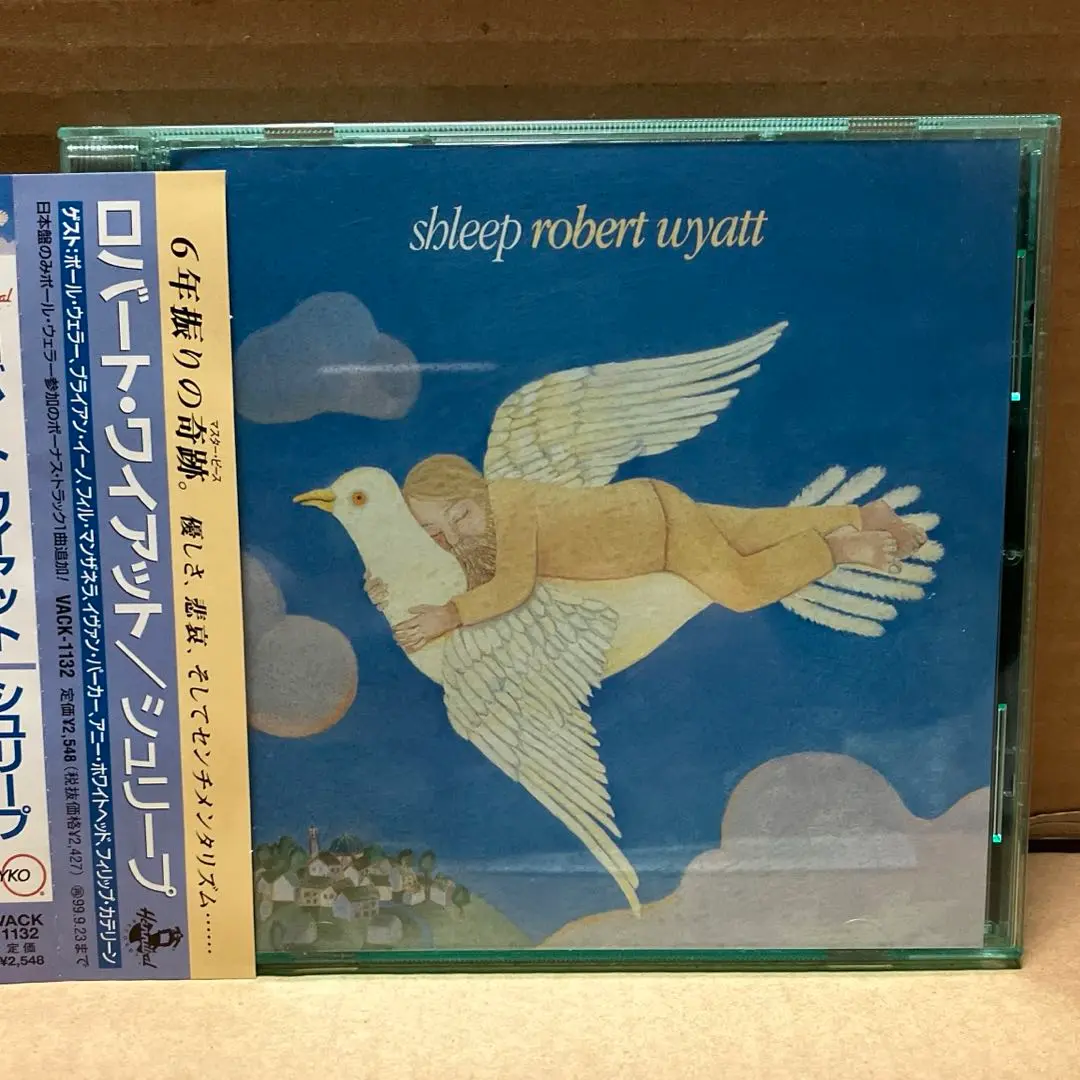 shleep robert wyatt
6年振りの奇跡。優しさ、悲哀、そしてセンチメンタリズム……
マスター・ピース
ロバート・ワイアット／シュリープ
ゲスト：ポール・ウェラー、ブライアン・イーノ、フィル・マンザネラ、イヴァン・パーカー、アニー・ホワイトヘッド、フィリップ・カテリーン
日本盤のみポール・ウェラー参加のボーナス・トラック1曲追加！ VACK-1132 定価¥2,548（税抜価格¥2,427） 99.9.23まで
Hannibal
シュリープ
YKO
VACK
1132
定価
¥2,548